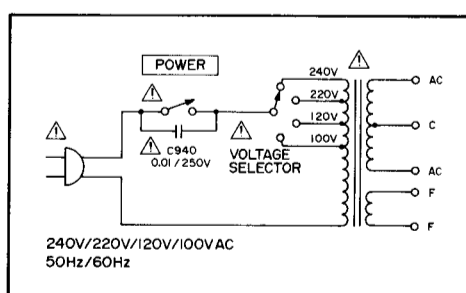 POWER
240V
220V
120V
100V
C940
0.01/250V
VOLTAGE
SELECTOR
AC
C
AC
F
F
240V/220V/120V/100V AC
50Hz/60Hz